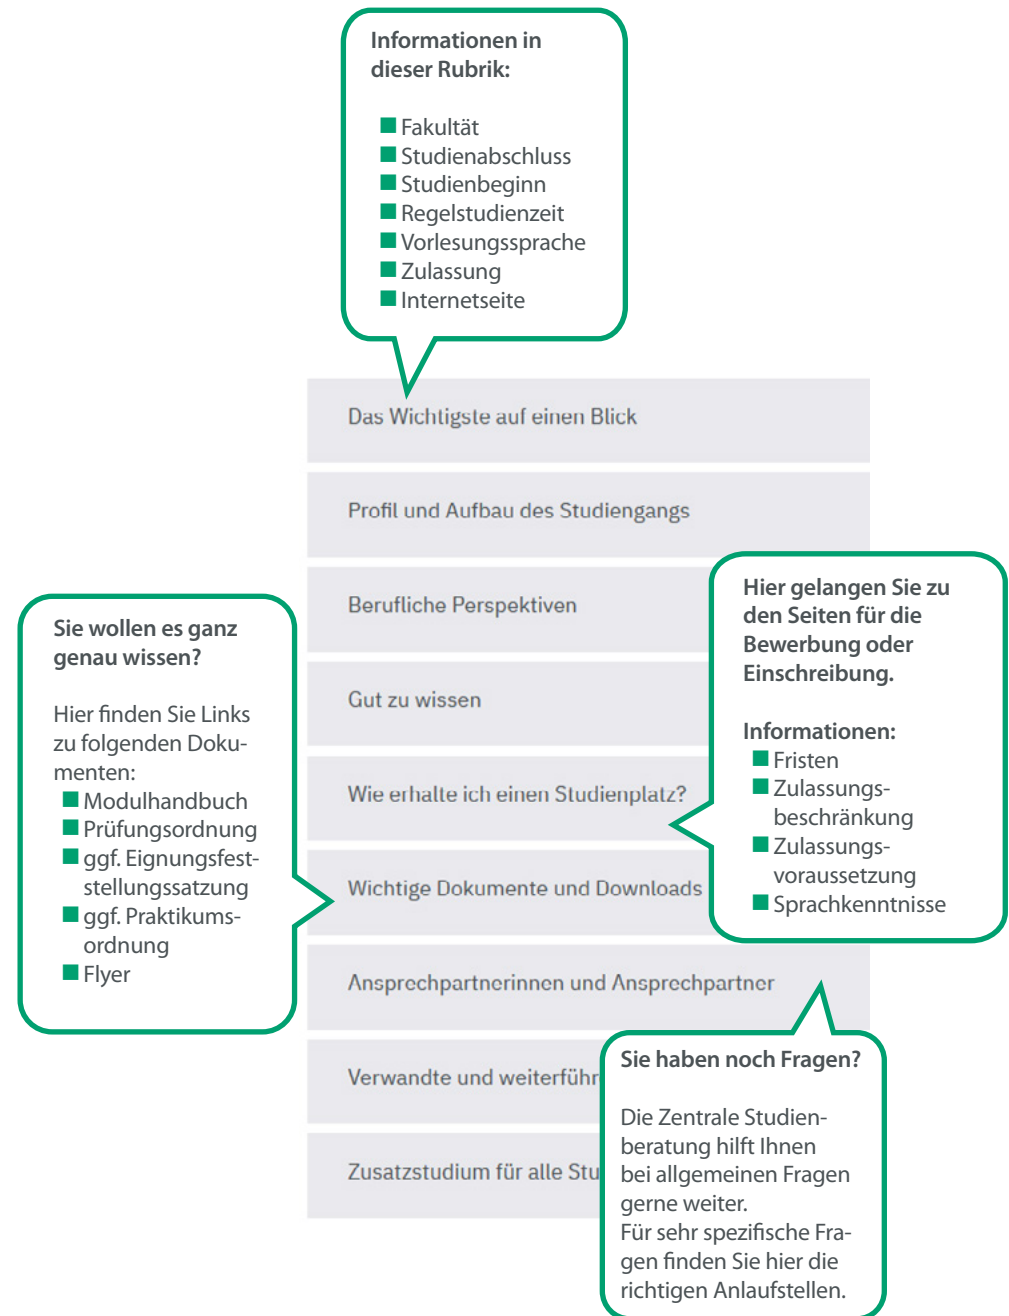 Informationen in
dieser Rubrik:
Fakultät
Studienabschluss
Studienbeginn
Regelstudienzeit
Vorlesungssprache
Zulassung
Internetseite
Das Wichtigste auf einen Blick
Profil und Aufbau des Studiengangs
Berufliche Perspektiven
Gut zu wissen
Wie erhalte ich einen Studienplatz?
Wichtige Dokumente und Downloads
Ansprechpartnerinnen und Ansprechpartner
Verwandte und weiterführ
Zusatzstudium für alle Stu
Sie wollen es ganz
genau wissen?
Hier finden Sie Links
zu folgenden Doku-
menten:
Modulhandbuch
Prüfungsordnung
ggf. Eignungsfest-
stellungssatzung
ggf. Praktikums-
ordnung
Flyer
Hier gelangen Sie zu
den Seiten für die
Bewerbung oder
Einschreibung.
Informationen:
Fristen
Zulassungs-
beschränkung
Zulassungs-
voraussetzung
Sprachkenntnisse
Sie haben noch Fragen?
Die Zentrale Studien-
beratung hilft Ihnen
bei allgemeinen Fragen
gerne weiter.
Für sehr spezifische Fra-
gen finden Sie hier die
richtigen Anlaufstellen.